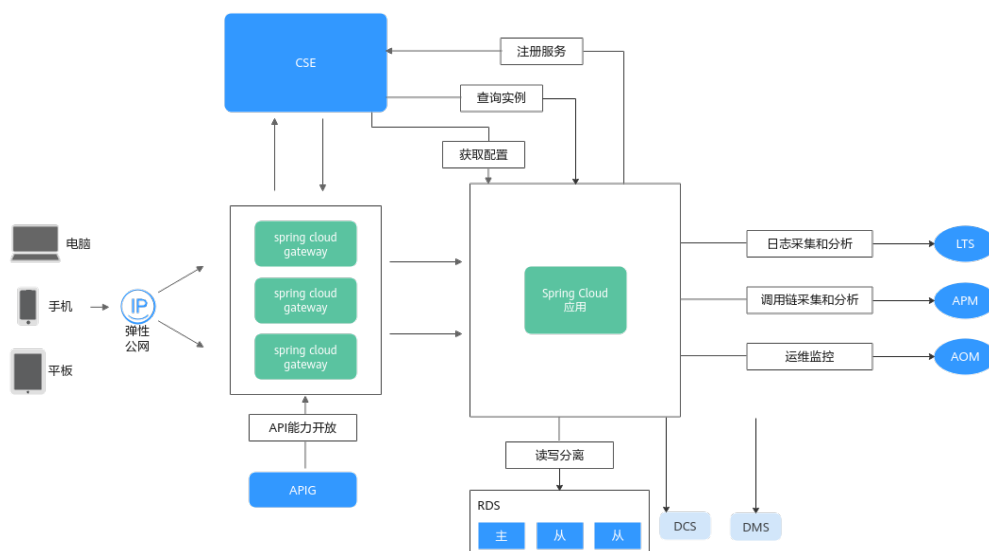 CSE
注册服务
查询实例
获取配置
电脑
手机
平板
IP
弹性
公网
spring cloud
gateway
spring cloud
gateway
spring cloud
gateway
API能力开放
APIG
Spring Cloud
应用
日志采集和分析
LTS
调用链采集和分析
APM
运维监控
AOM
读写分离
RDS
主
从
从
DCS
DMS